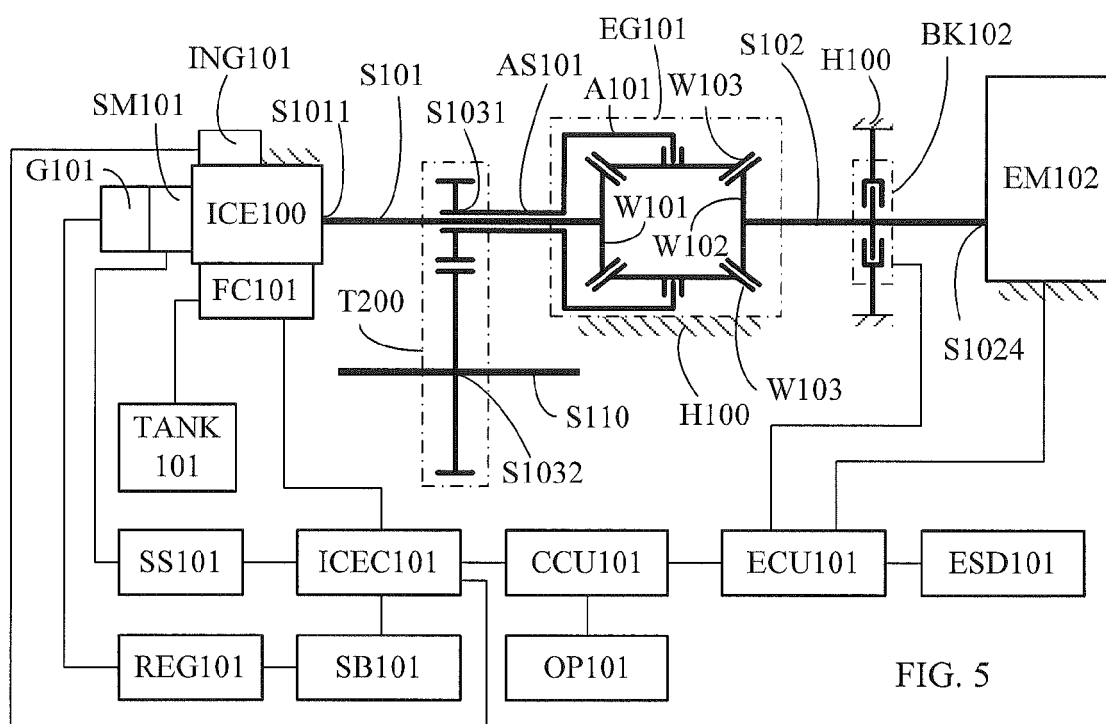 EG101
BK102
ING101
S101
AS101
A101
S102
H100
SM101
S1011
S1031
W103
G101
ICE100
EM102
W101
W102
FC101
T200
S1024
W103
S110
H100
TANK
101
S1032
SS101
ICEC101
CCU101
ECU101
ESD101
REG101
SB101
OP101
FIG. 5